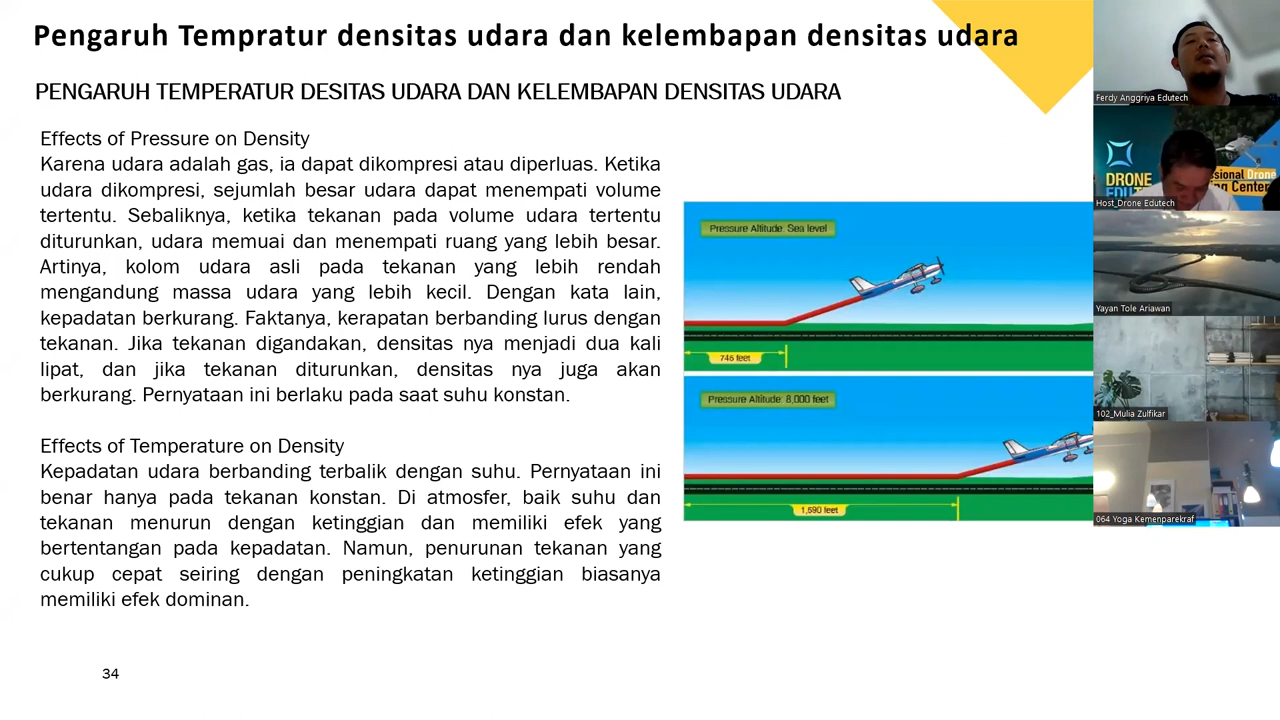 Pengaruh Tempratur densitas udara dan kelembapan densitas udara
PENGARUH TEMPERATUR DESITAS UDARA DAN KELEMBAPAN DENSITAS UDARA
Effects of Pressure on Density
Karena udara adalah gas, ia dapat dikompresi atau diperluas. Ketika
udara dikompresi, sejumlah besar udara dapat menempati volume
tertentu. Sebaliknya, ketika tekanan pada volume udara tertentu
diturunkan, udara memuai dan menempati ruang yang lebih besar.
Artinya, kolom udara asli pada tekanan yang lebih rendah
mengandung massa udara yang lebih kecil. Dengan kata lain,
kepadatan berkurang. Faktanya, kerapatan berbanding lurus dengan
tekanan. Jika tekanan digandakan, densitas nya menjadi dua kali
lipat, dan jika tekanan diturunkan, densitas nya juga akan
berkurang. Pernyataan ini berlaku pada saat suhu konstan.
Effects of Temperature on Density
Kepadatan udara berbanding terbalik dengan suhu. Pernyataan ini
benar hanya pada tekanan konstan. Di atmosfer, baik suhu dan
tekanan menurun dengan ketinggian dan memiliki efek yang
bertentangan pada kepadatan. Namun, penurunan tekanan yang
cukup cepat seiring dengan peningkatan ketinggian biasanya
memiliki efek dominan.
34
Pressure Altitude: Sea level
745 feet
Pressure Altitude: 8,000 feet
1,590 feet
Ferdy Anggriya Edutech
DRONE
EDUT
ssional Drone
ng Center
Host_Drone Edutech
Yayan Tole Ariawan
102_Mulia Zulfikar
064 Yoga Kemenparekraf